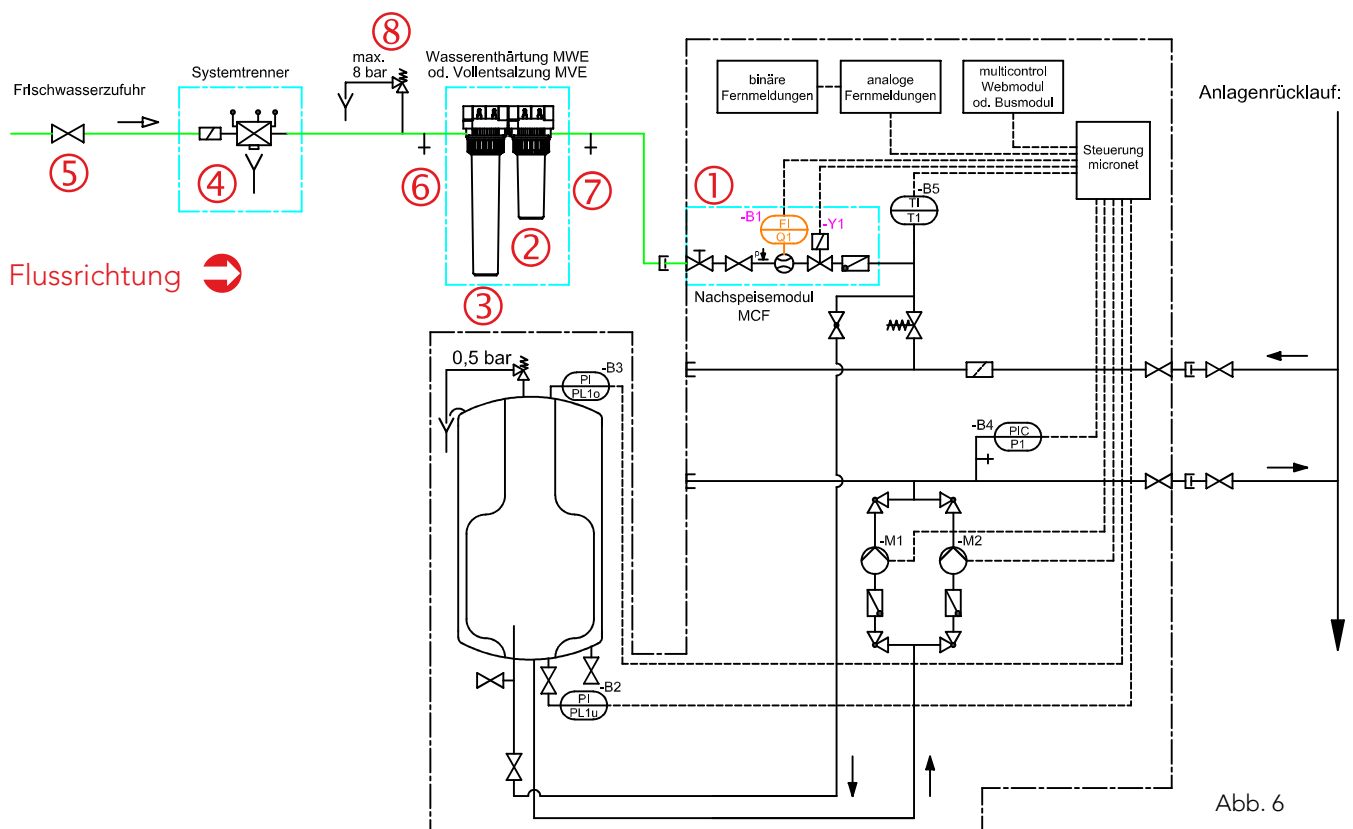 ⑧
max.
8 bar
Wasserenthärtung MWE
od. Vollentsalzung MVE
Systemtrenner
Frischwasserzufuhr
binäre
Fernmeldungen
analoge
Fernmeldungen
multicontrol
Webmodul
od. Busmodul
Anlagenrücklauf:
Steuerung
micronet
⑤
④
⑥
⑦
①
②
③
-B1
FI
Q1
-Y1
-B5
TI
T1
P
Flussrichtung
Nachspeisemodul
MCF
0,5 bar
-B3
PI
PL1o
-B4
PIC
P1
-M1
-M2
-B2
PI
PL1u
Abb. 6